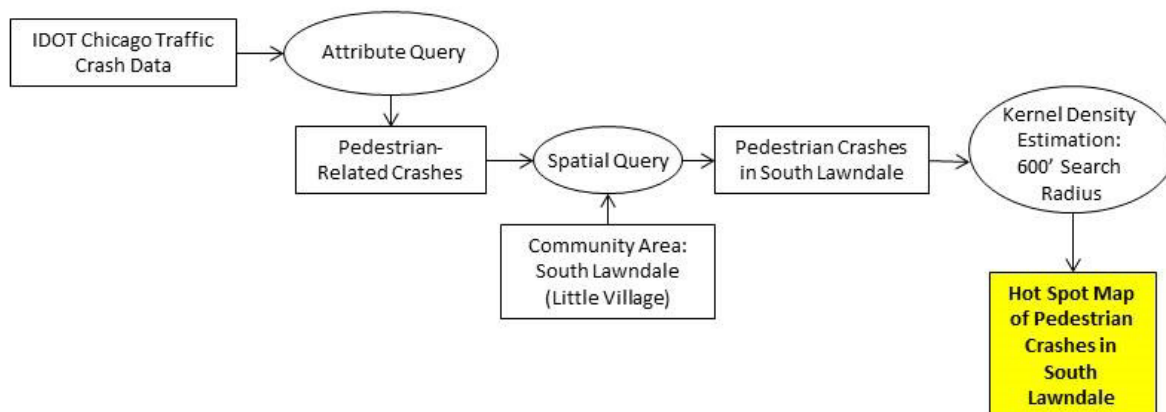 IDOT Chicago Traffic
Crash Data
Attribute Query
Pedestrian-
Related Crashes
Spatial Query
Pedestrian Crashes
in South Lawndale
Kernel Density
Estimation:
600' Search
Radius
Community Area:
South Lawndale
(Little Village)
Hot Spot Map
of Pedestrian
Crashes in
South
Lawndale